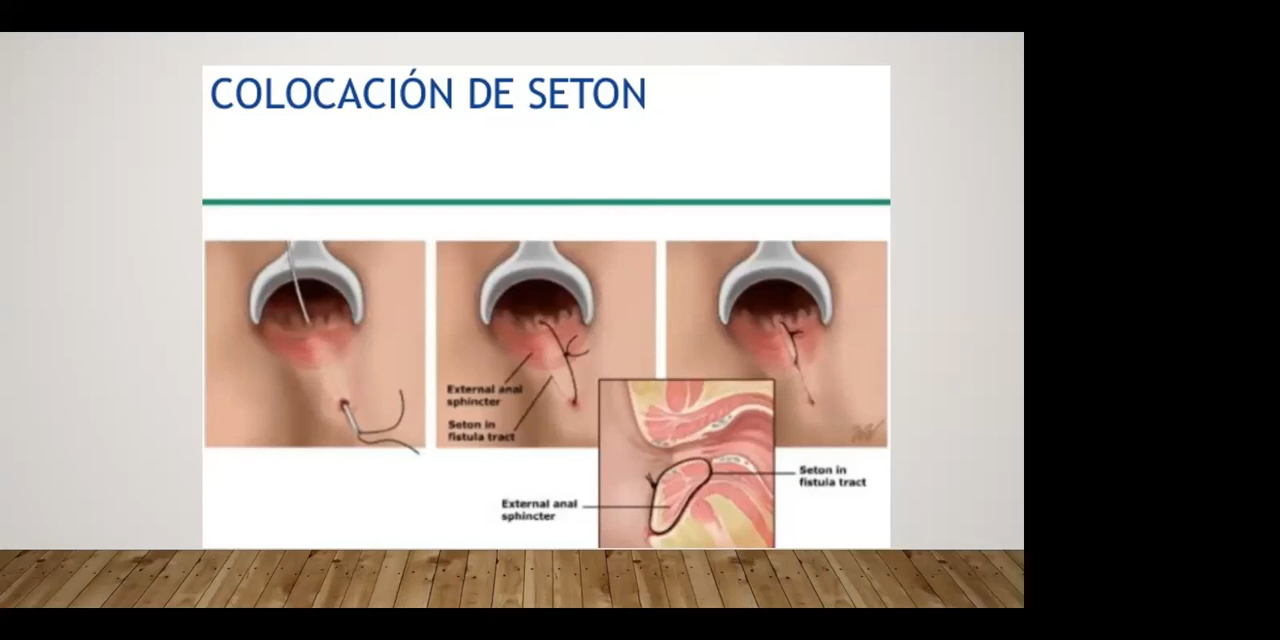 COLOCACIÓN DE SETON
External anal
sphincter
Seton in
fistula tract
Seton in
fistula tract
External anal
sphincter